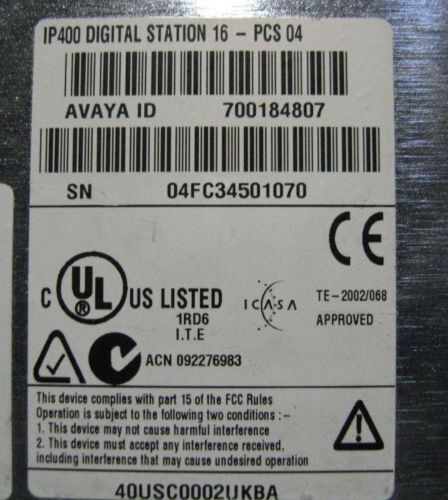 IP400 DIGITAL STATION 16 - PCS 04
AVAYA ID 700184807
SN 04FC34501070
CE
C UL ® US LISTED
1RD6
I.T.E
ICASA
TE-2002/068
APPROVED
N
ACN 092276983
This device complies with part 15 of the FCC Rules
Operation is subject to the following two conditions :-
1. This device may not cause harmful interference
2. This device must accept any interference received,
including interference that may cause undesired operation
40USC0002UKBA